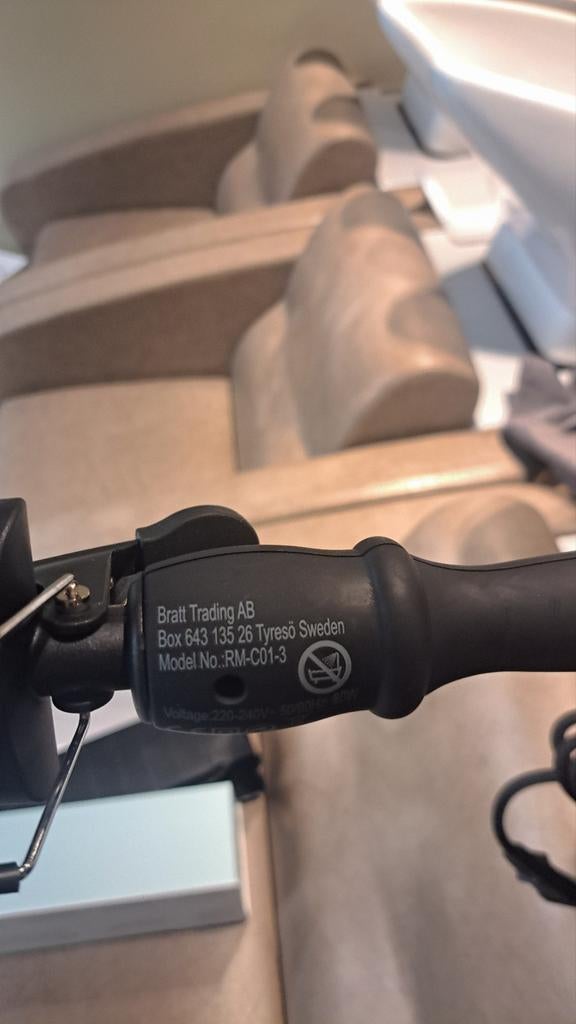 Bratt Trading AB
Box 643 135 26 Tyresö Sweden
Model No.:RM-C01-3
Voltage:220-240V~ 50/60Hz 80W